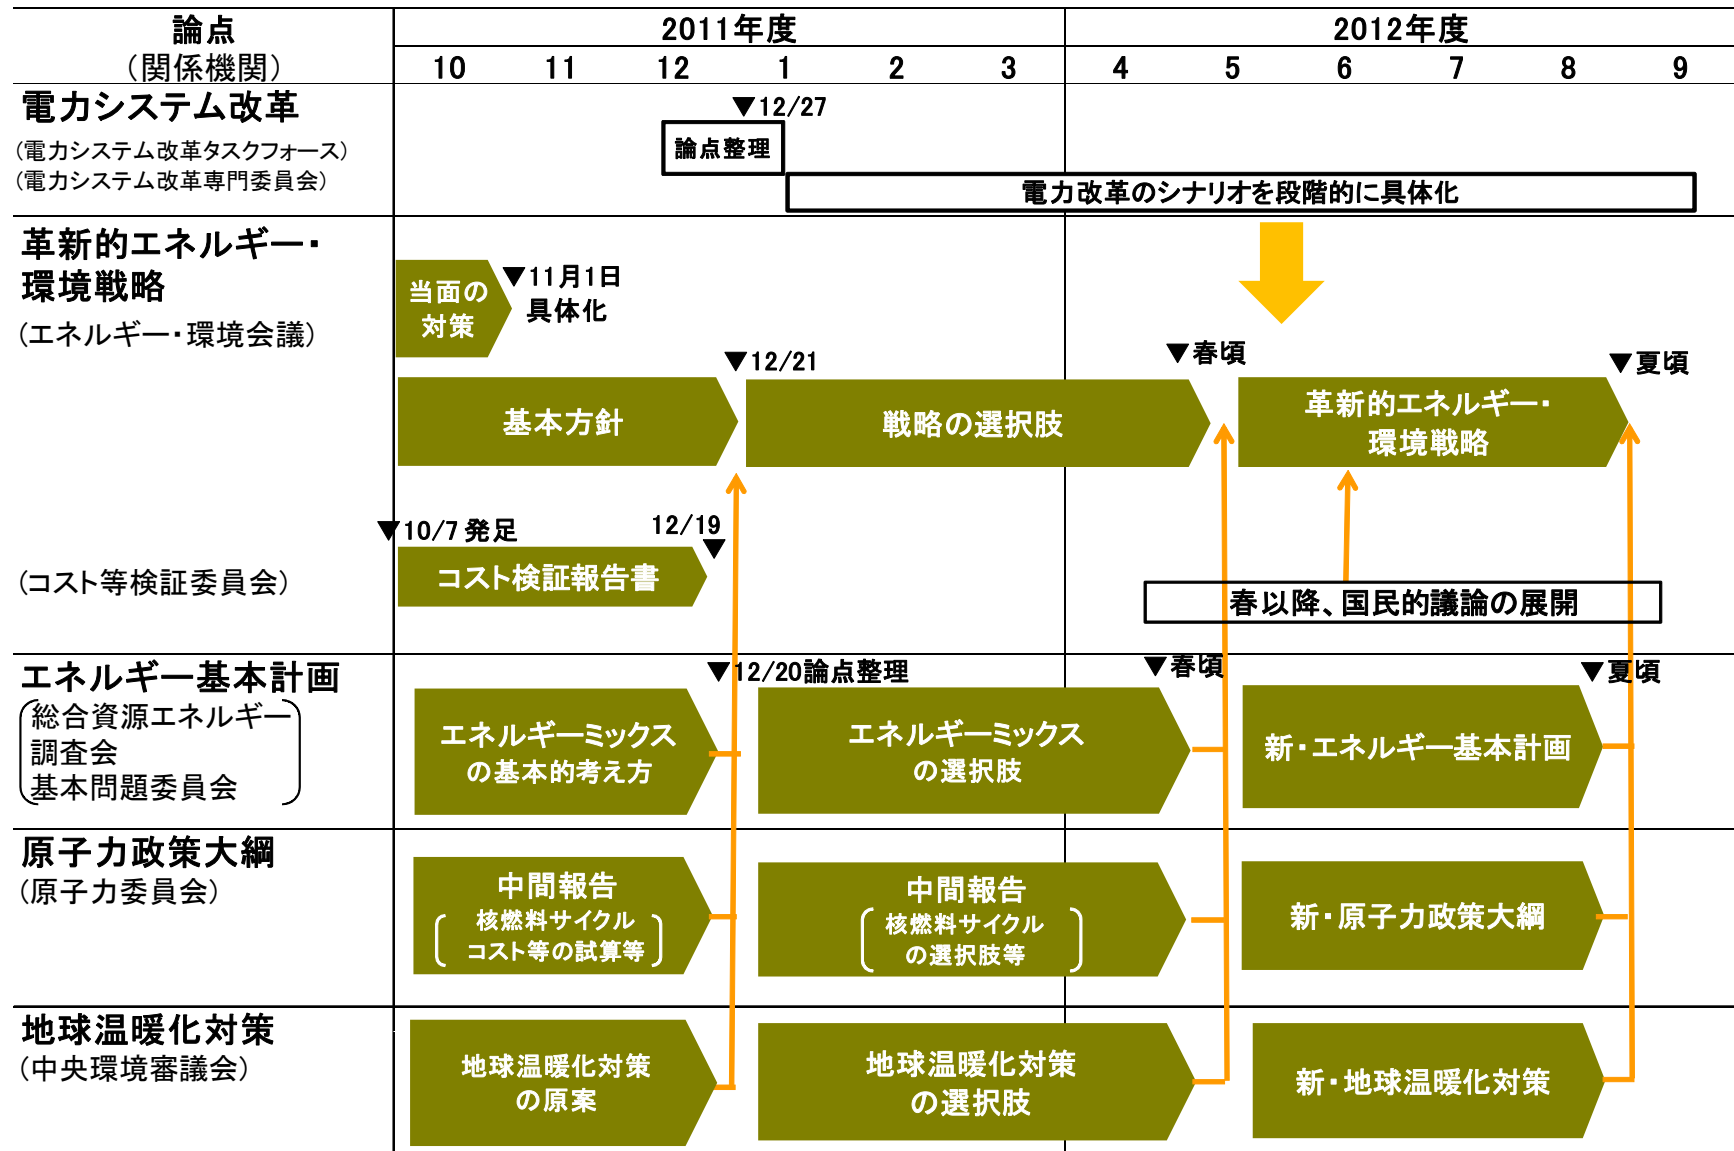 論点
（関係機関）
2011年度
2012年度
10 11 12 1 2 3 4 5 6 7 8 9
電力システム改革
(電力システム改革タスクフォース)
(電力システム改革専門委員会)
▼12/27
論点整理
電力改革のシナリオを段階的に具体化
革新的エネルギー・
環境戦略
(エネルギー・環境会議)
当面の
対策
▼11月1日
具体化
▼12/21
▼春頃
▼夏頃
基本方針
戦略の選択肢
革新的エネルギー・
環境戦略
▼10/7 発足
12/19
▼
(コスト等検証委員会)
コスト検証報告書
春以降、国民的議論の展開
エネルギー基本計画
総合資源エネルギー
調査会
基本問題委員会
▼12/20論点整理
▼春頃
▼夏頃
エネルギーミックス
の基本的考え方
エネルギーミックス
の選択肢
新・エネルギー基本計画
原子力政策大綱
(原子力委員会)
中間報告
核燃料サイクル
コスト等の試算等
中間報告
核燃料サイクル
の選択肢等
新・原子力政策大綱
地球温暖化対策
(中央環境審議会)
地球温暖化対策
の原案
地球温暖化対策
の選択肢
新・地球温暖化対策